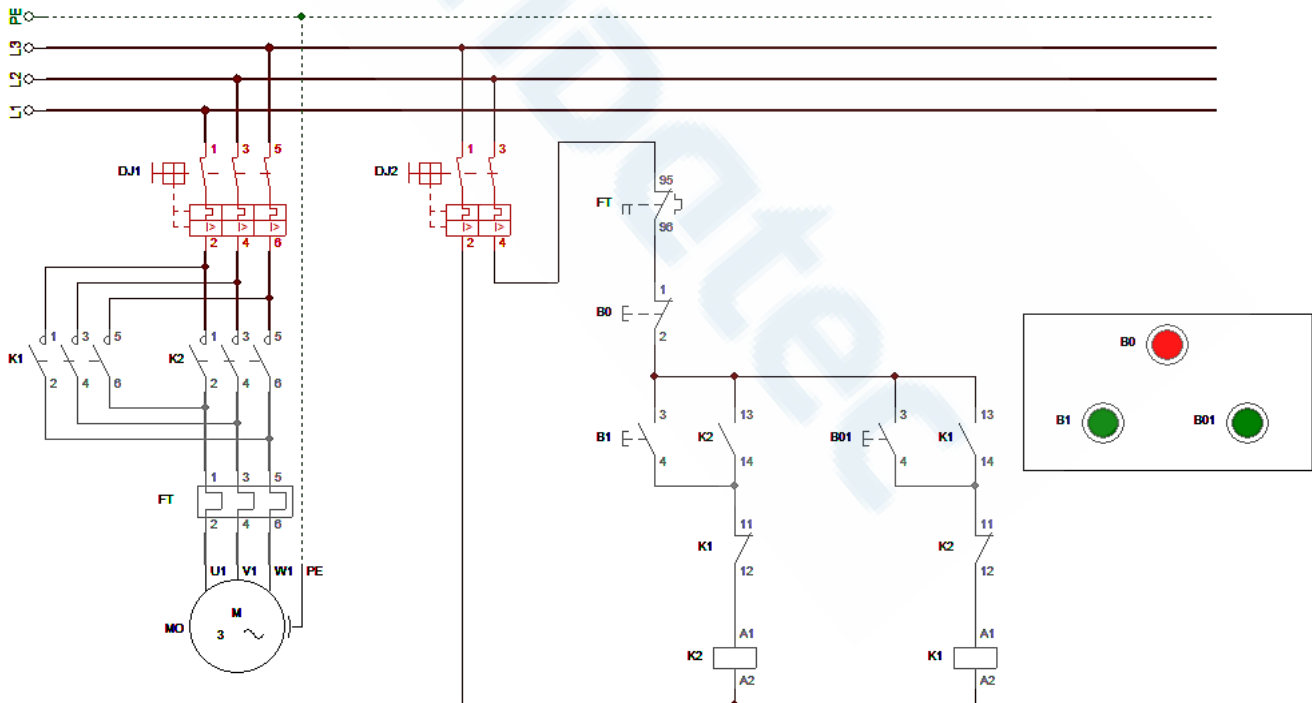 PE
L3
L2
L1
1 3 5 1 3
DJ1 DJ2
95
FT
96
I> I> I> I> I>
2 4 6 2 4
1
B0
2
1 3 5 1 3 5
K1 K2
2 4 6 2 4 6
B0
B1 B01
3 13 3 13
B1 K2 B01 K1
4 14 4 14
1 3 5
FT
2 4 6
11 11
K1 K2
12 12
U1 V1 W1 PE
M
MO 3
A1 A1
K2 K1
A2 A2
Datec